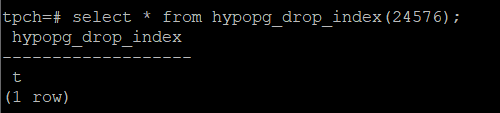 tpch=# select * from hypopg_drop_index(24576);
 hypopg_drop_index
-------------------
 t
(1 row)